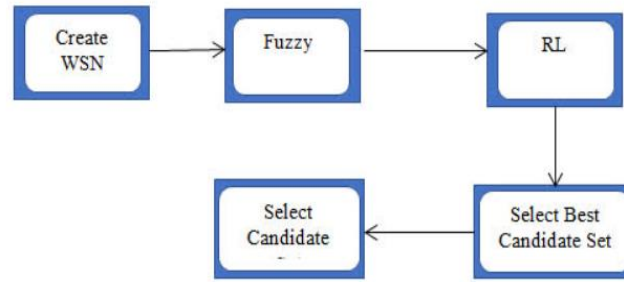 Create
WSN
Fuzzy
RL
Select Best
Candidate Set
Select
Candidate